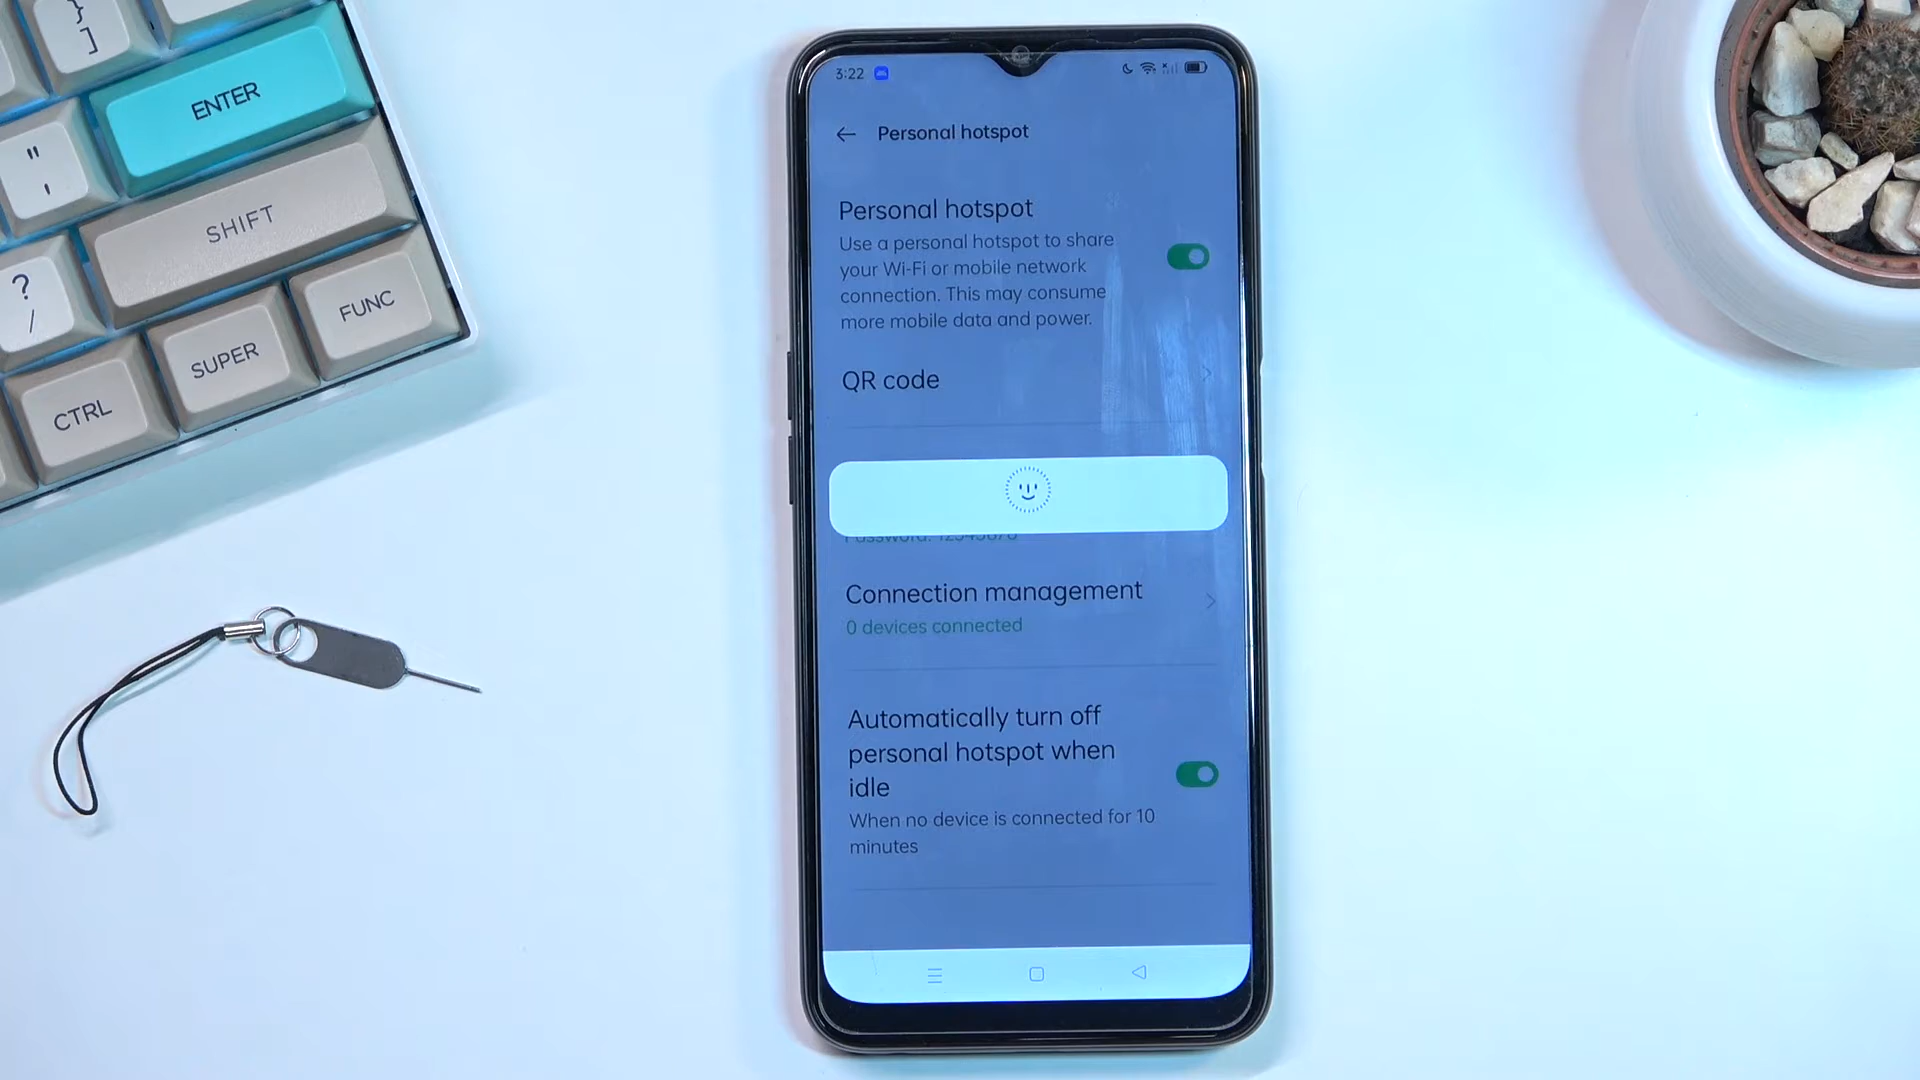 }
]
ENTER
"
'
SHIFT
?
/
FUNC
SUPER
CTRL
3:22
Personal hotspot
Personal hotspot
Use a personal hotspot to share
your Wi-Fi or mobile network
connection. This may consume
more mobile data and power.
QR code
Password: 12345678
Connection management
0 devices connected
Automatically turn off
personal hotspot when
idle
When no device is connected for 10
minutes